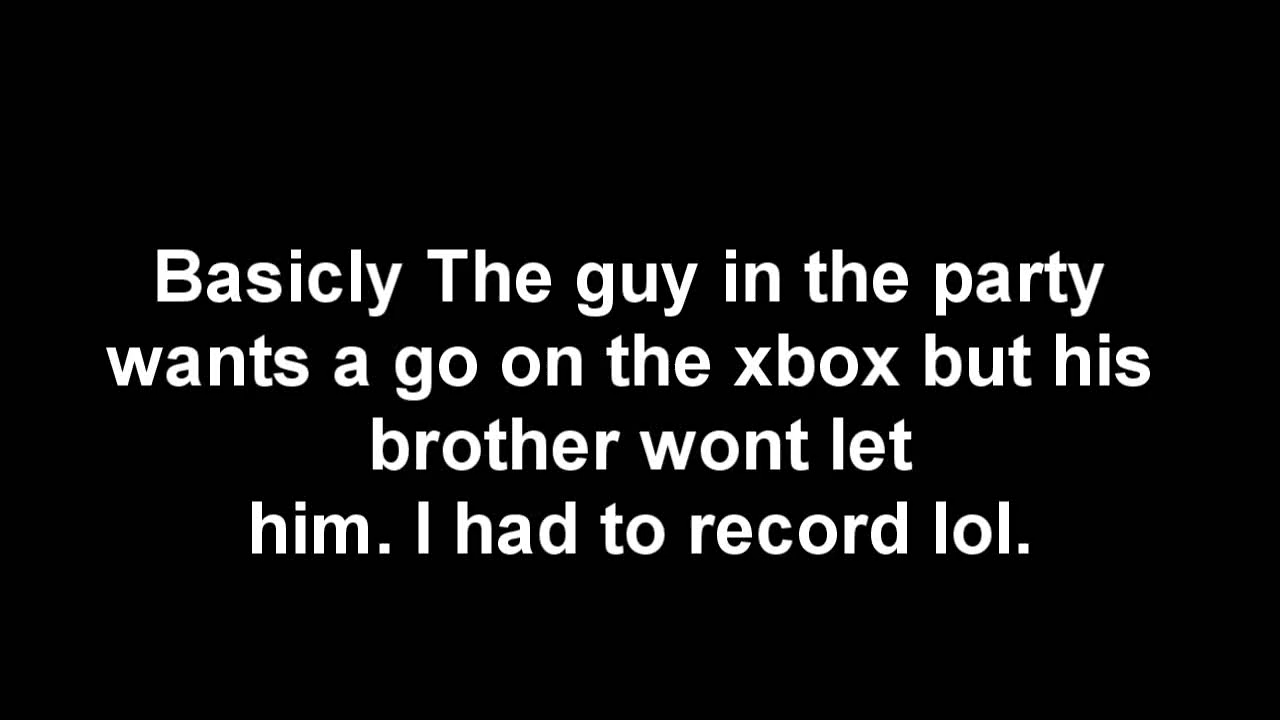 Basicly The guy in the party
wants a go on the xbox but his
brother wont let
him. I had to record lol.